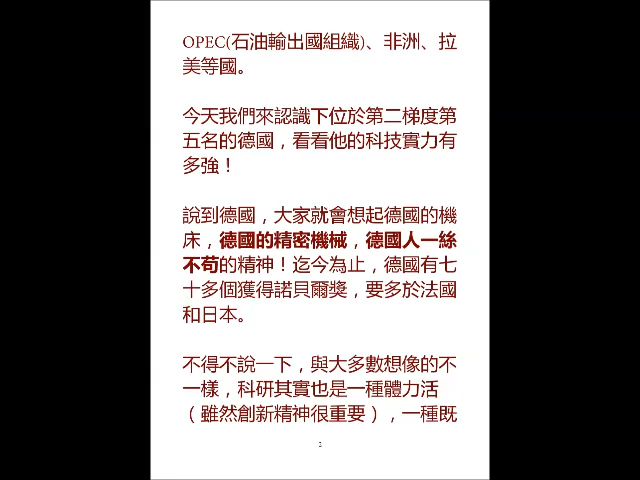 OPEC(石油輸出國組織)、非洲、拉
美等國。
今天我們來認識下位於第二梯度第
五名的德國，看看他的科技實力有
多強！
說到德國，大家就會想起德國的機
床，德國的精密機械，德國人一絲
不苟的精神！迄今為止，德國有七
十多個獲得諾貝爾獎，要多於法國
和日本。
不得不說一下，與大多數想像的不
一樣，科研其實也是一種體力活
（雖然創新精神很重要），一種既
2